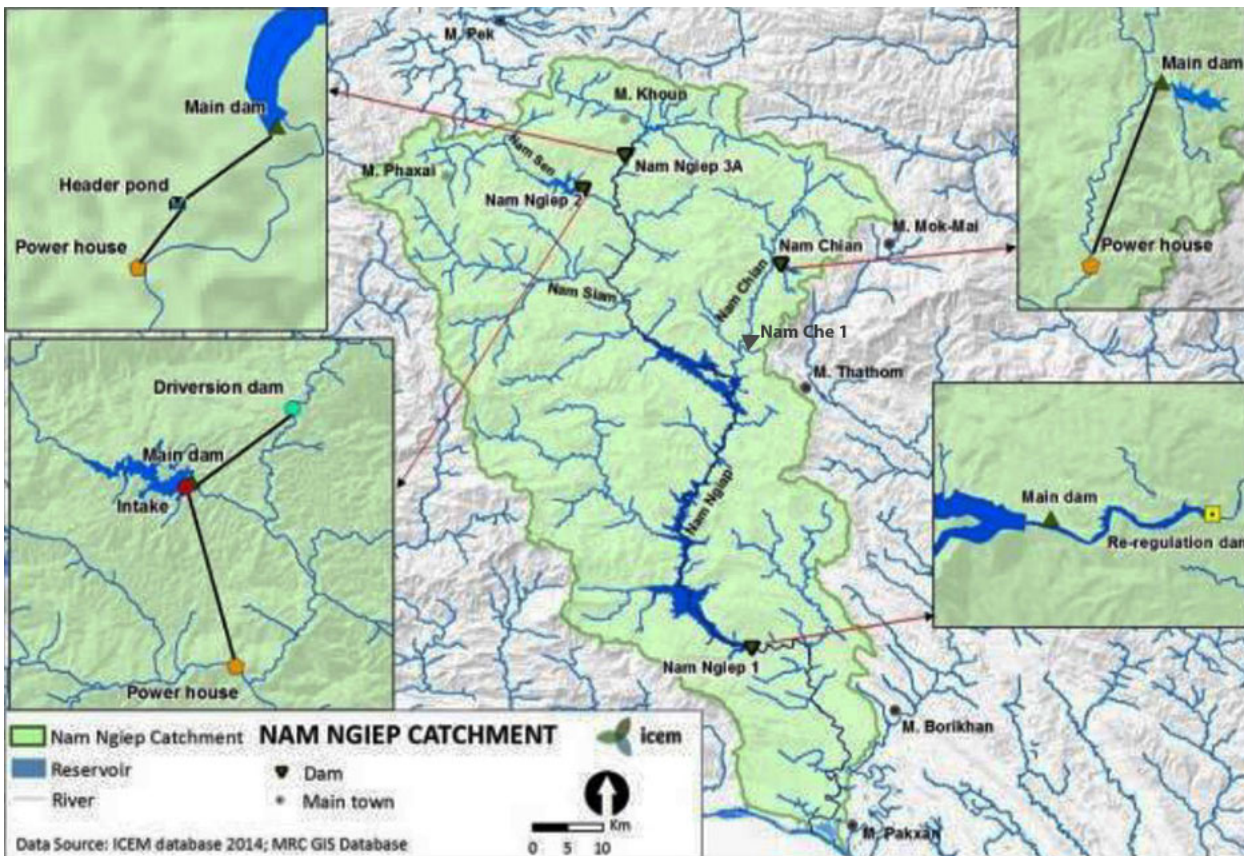 M. Pek
Main dam
Header pond
Power house
M. Khoun
Nam Sen
M. Phaxai
Nam Ngiep 3A
Nam Ngiep 2
M. Mok-Mai
Nam Chian
Nam Chian
Nam Siam
Nam Che 1
M. Thathom
Main dam
Power house
Driversion dam
Main dam
Intake
Power house
Nam Ngiap
Main dam
Re-regulation dam
Nam Ngiep 1
M. Borikhan
M. Pakxan
Nam Ngiep Catchment
NAM NGIEP CATCHMENT
icem
Reservoir
Dam
River
Main town
Km
0 5 10
Data Source: ICEM database 2014; MRC GIS Database